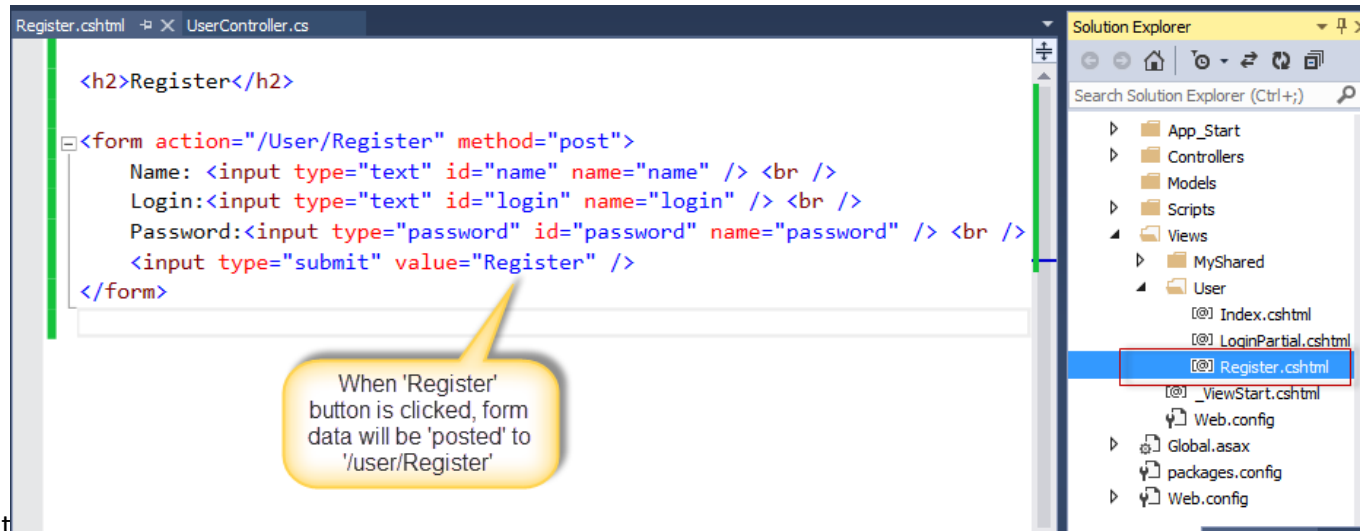 Register.cshtml UserController.cs
<h2>Register</h2>
<form action="/User/Register" method="post">
Name: <input type="text" id="name" name="name" /> <br />
Login:<input type="text" id="login" name="login" /> <br />
Password:<input type="password" id="password" name="password" /> <br />
<input type="submit" value="Register" />
</form>
When 'Register'
button is clicked, form
data will be 'posted' to
'/user/Register'
t
Solution Explorer
Search Solution Explorer (Ctrl+;)
App_Start
Controllers
Models
Scripts
Views
MyShared
User
[@] Index.cshtml
[@] LoginPartial.cshtml
[@] Register.cshtml
[@] _ViewStart.cshtml
Web.config
Global.asax
packages.config
Web.config